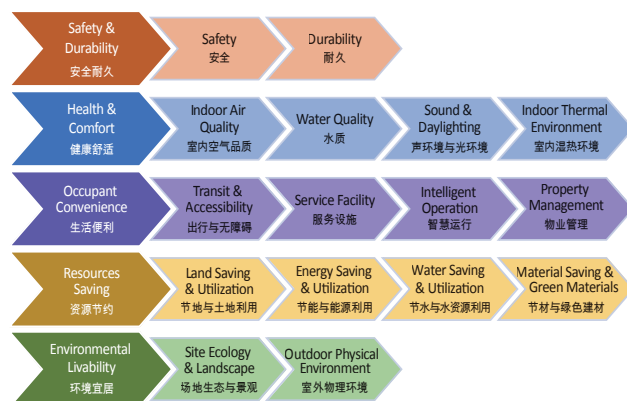 Safety &
Durability
安全耐久
Safety
安全
Durability
耐久
Health &
Comfort
健康舒适
Indoor Air
Quality
室内空气品质
Water Quality
水质
Sound &
Daylighting
声环境与光环境
Indoor Thermal
Environment
室内湿热环境
Occupant
Convenience
生活便利
Transit &
Accessibility
出行与无障碍
Service Facility
服务设施
Intelligent
Operation
智慧运行
Property
Management
物业管理
Resources
Saving
资源节约
Land Saving
& Utilization
节地与土地利用
Energy Saving
& Utilization
节能与能源利用
Water Saving
& Utilization
节水与水资源利用
Material Saving &
Green Materials
节材与绿色建材
Environmental
Livability
环境宜居
Site Ecology
& Landscape
场地生态与景观
Outdoor Physical
Environment
室外物理环境